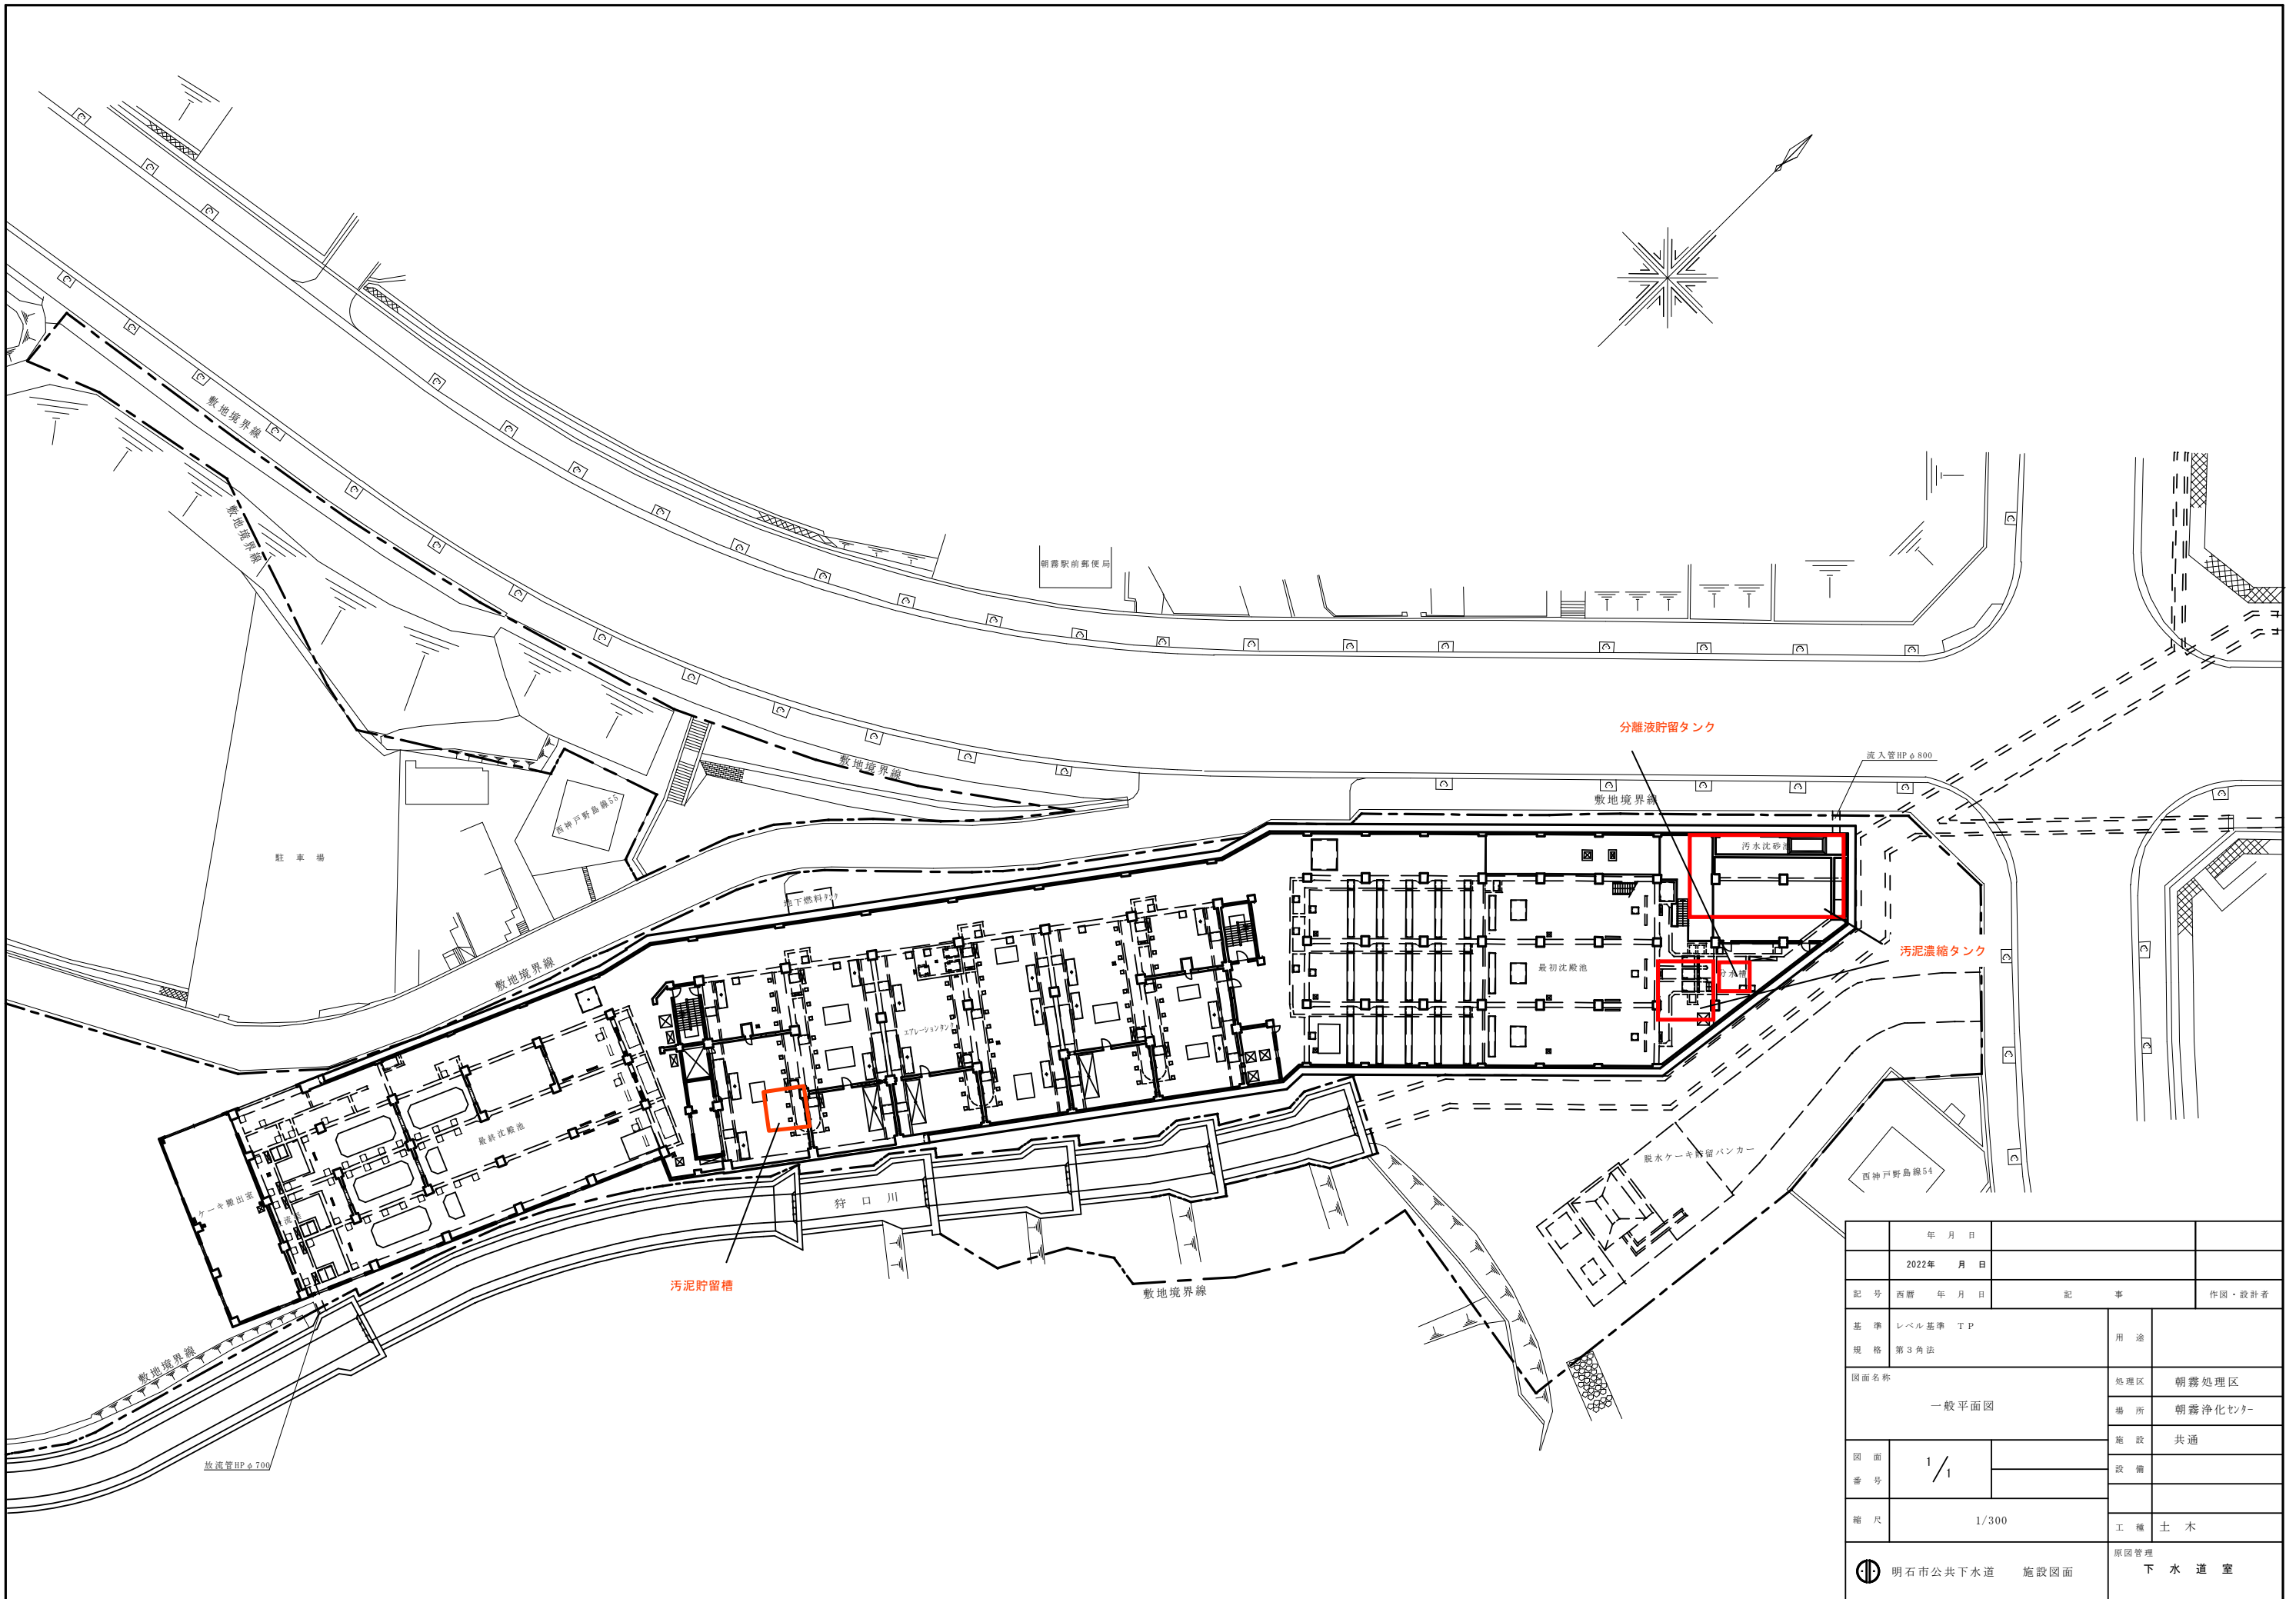 敷地境界線
敷地境界線
朝霧駅前郵便局
分離液貯留タンク
流入管HPφ800
敷地境界線
敷地境界線
西神戸野島線55
駐車場
汚水沈砂池
地下燃料タンク
汚泥濃縮タンク
最初沈殿池
分水槽
敷地境界線
エアレーションタンク
最終沈殿池
脱水ケーキ貯留バンカー
西神戸野島線54
ケーキ搬出室
狩口川
汚泥貯留槽
敷地境界線
敷地境界線
放流管HPφ700
年 月 日
2022年 月 日
記 号 西暦 年 月 日 記 事 作図・設計者
基 準 レベル基準 TP
規 格 第3角法
用 途
図面名称
一般平面図
処理区 朝霧処理区
場 所 朝霧浄化センター
施 設 共通
図 面
番 号
1/1
設 備
縮 尺 1/300
工 種 土 木
明石市公共下水道 施設図面
原図管理
下 水 道 室